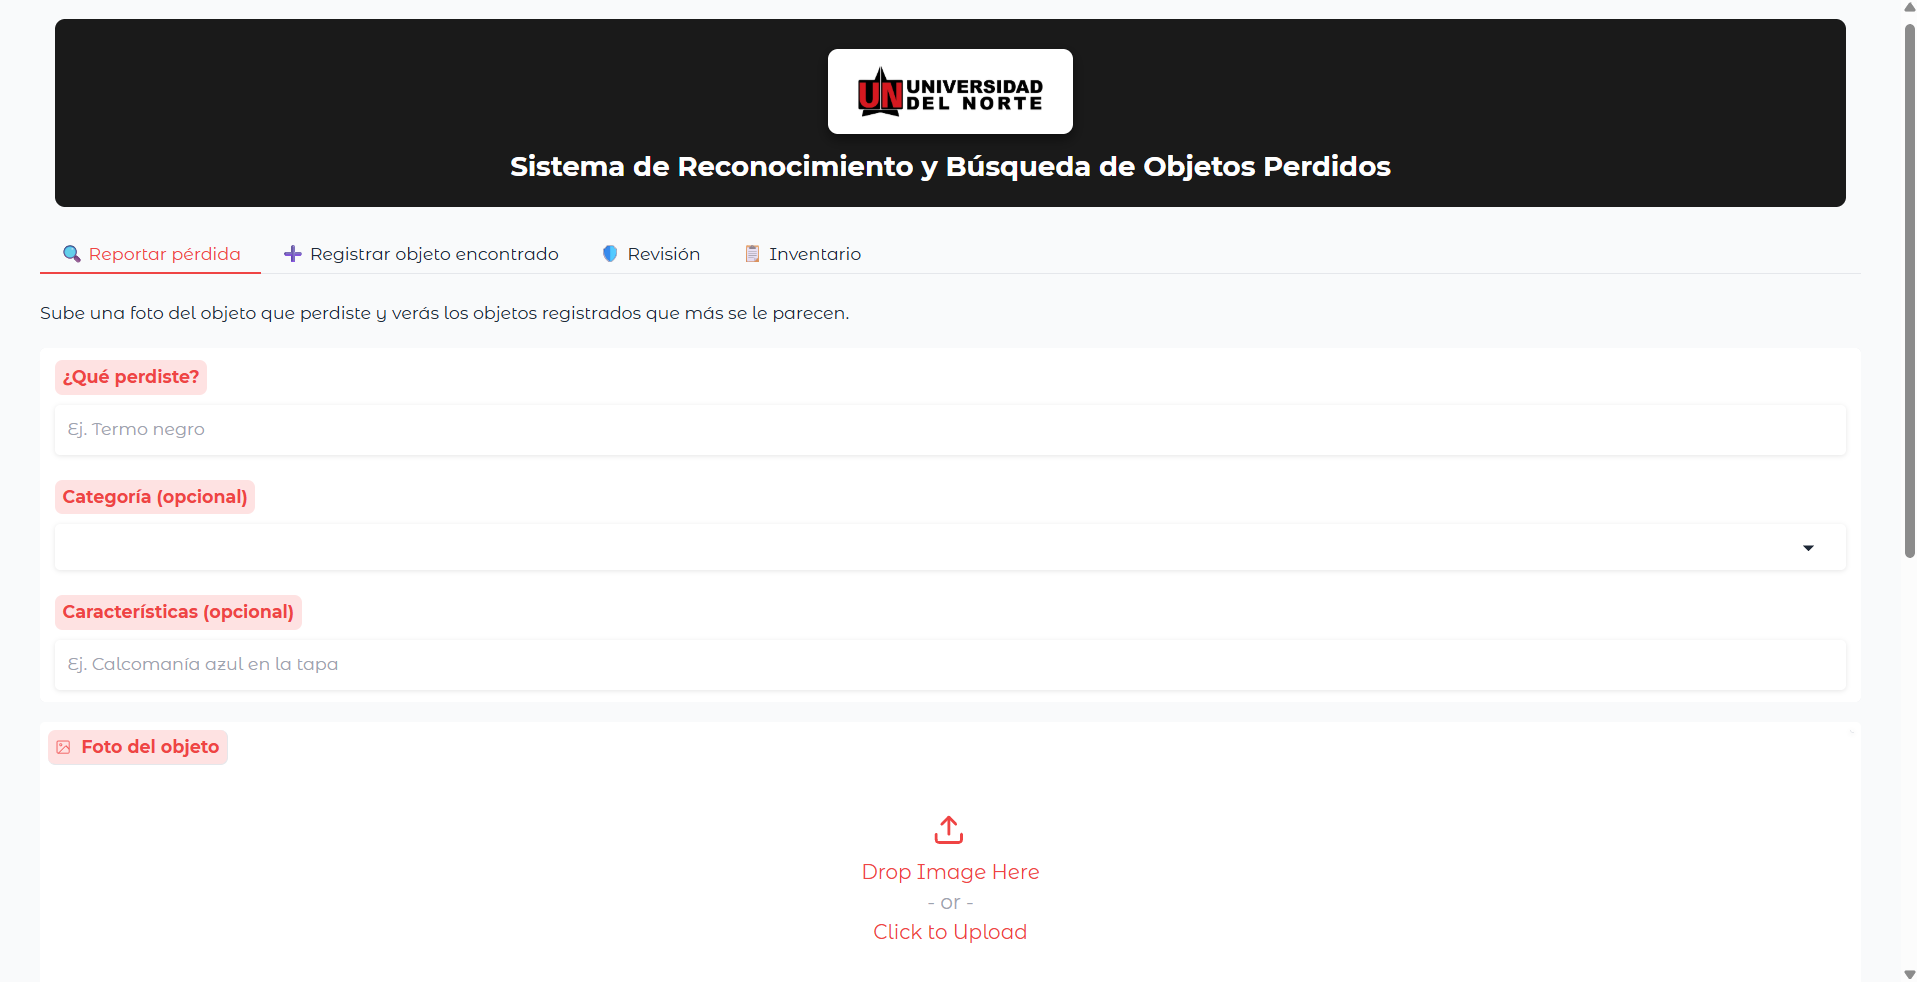 UN UNIVERSIDAD
DEL NORTE
Sistema de Reconocimiento y Búsqueda de Objetos Perdidos
Reportar pérdida
Registrar objeto encontrado
Revisión
Inventario
Sube una foto del objeto que perdiste y verás los objetos registrados que más se le parecen.
¿Qué perdiste?
Ej. Termo negro
Categoría (opcional)
Características (opcional)
Ej. Calcomanía azul en la tapa
Foto del objeto
Drop Image Here
- or -
Click to Upload